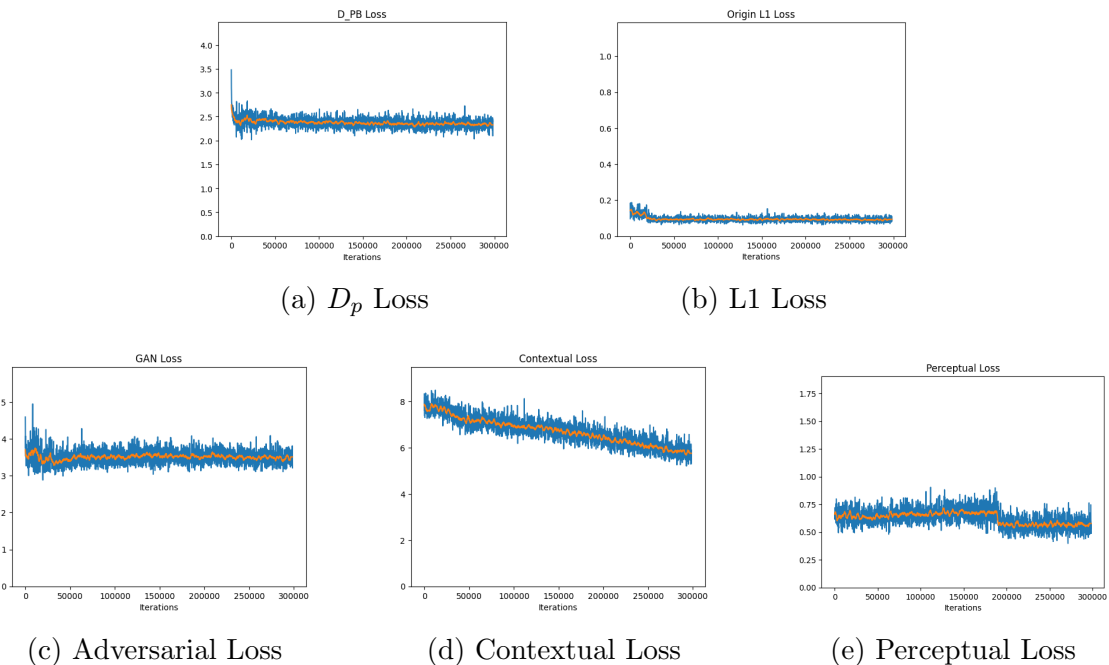 D_PB Loss
4.0
3.5
3.0
2.5
2.0
1.5
1.0
0.5
0.0
0 50000 100000 150000 200000 250000 300000
Iterations
(a) D_p Loss
Origin L1 Loss
1.0
0.8
0.6
0.4
0.2
0.0
0 50000 100000 150000 200000 250000 300000
Iterations
(b) L1 Loss
GAN Loss
5
4
3
2
1
0
0 50000 100000 150000 200000 250000 300000
Iterations
(c) Adversarial Loss
Contextual Loss
8
6
4
2
0
0 50000 100000 150000 200000 250000 300000
Iterations
(d) Contextual Loss
Perceptual Loss
1.75
1.50
1.25
1.00
0.75
0.50
0.25
0.00
0 50000 100000 150000 200000 250000 300000
Iterations
(e) Perceptual Loss